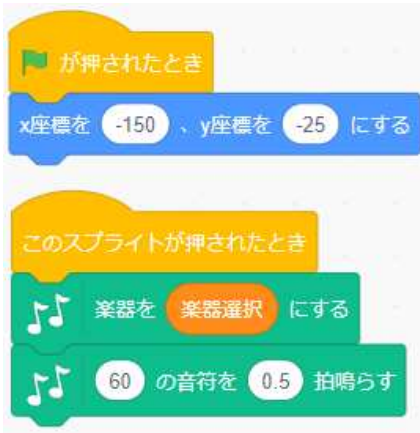 が押されたとき
x座標を -150 、y座標を -25 にする
このスプライトが押されたとき
楽器を 楽器選択 にする
60 の音符を 0.5 拍鳴らす